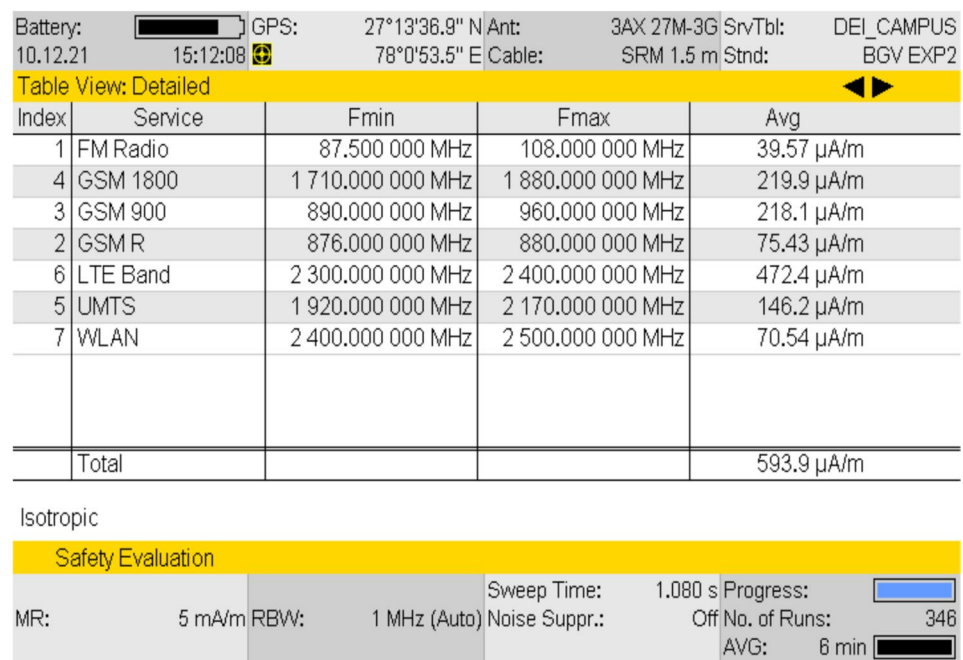 Battery: GPS: 27°13'36.9" N Ant: 3AX 27M-3G SrvTbl: DEI_CAMPUS
10.12.21 15:12:08 78°0'53.5" E Cable: SRM 1.5 m Stnd: BGV EXP2
Table View: Detailed
Index Service Fmin Fmax Avg
1 FM Radio 87.500 000 MHz 108.000 000 MHz 39.57 µA/m
4 GSM 1800 1 710.000 000 MHz 1 880.000 000 MHz 219.9 µA/m
3 GSM 900 890.000 000 MHz 960.000 000 MHz 218.1 µA/m
2 GSM R 876.000 000 MHz 880.000 000 MHz 75.43 µA/m
6 LTE Band 2 300.000 000 MHz 2 400.000 000 MHz 472.4 µA/m
5 UMTS 1 920.000 000 MHz 2 170.000 000 MHz 146.2 µA/m
7 WLAN 2 400.000 000 MHz 2 500.000 000 MHz 70.54 µA/m
Total 593.9 µA/m
Isotropic
Safety Evaluation
Sweep Time: 1.080 s Progress:
MR: 5 mA/m RBW: 1 MHz (Auto) Noise Suppr.: Off No. of Runs: 346
AVG: 6 min